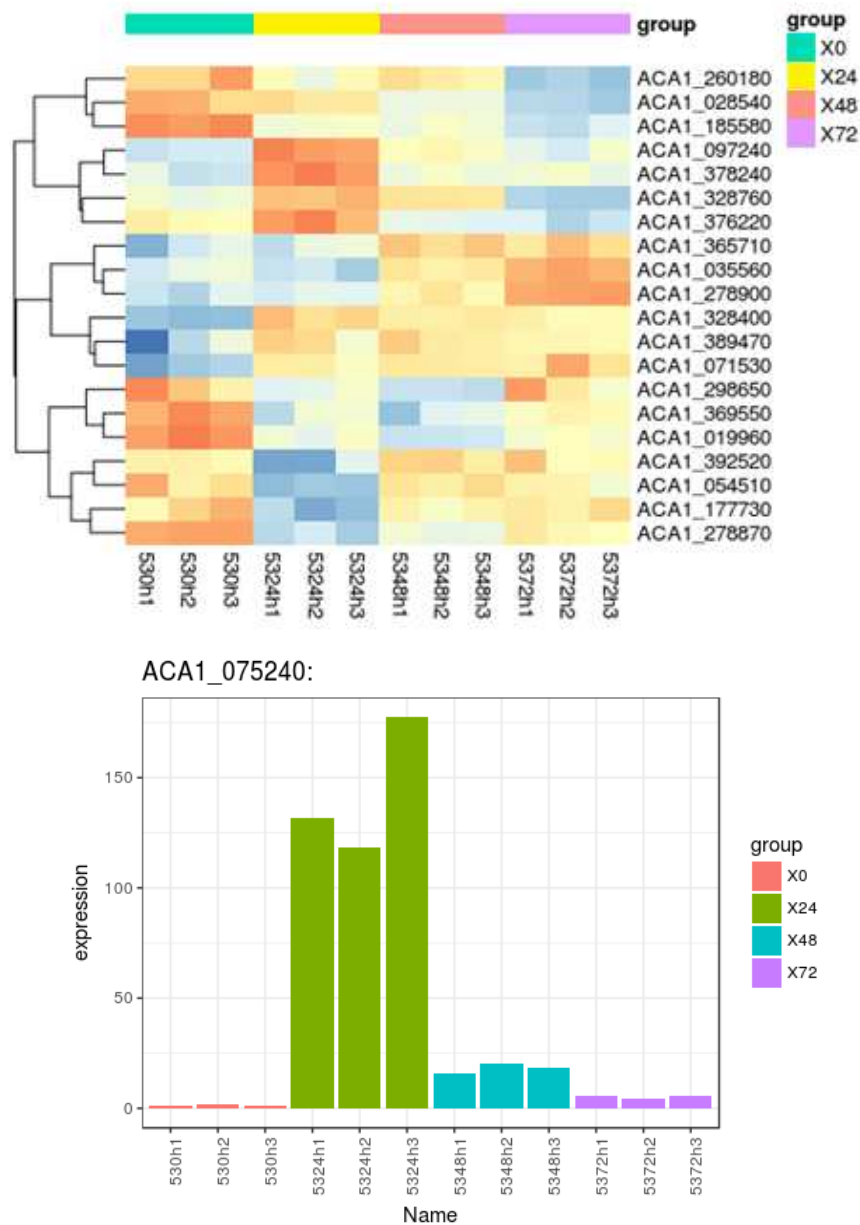 group
group
X0
X24
X48
X72
ACA1_260180
ACA1_028540
ACA1_185580
ACA1_097240
ACA1_378240
ACA1_328760
ACA1_376220
ACA1_365710
ACA1_035560
ACA1_278900
ACA1_328400
ACA1_389470
ACA1_071530
ACA1_298650
ACA1_369550
ACA1_019960
ACA1_392520
ACA1_054510
ACA1_177730
ACA1_278870
530h1
530h2
530h3
5324h1
5324h2
5324h3
5348h1
5348h2
5348h3
5372h1
5372h2
5372h3
ACA1_075240:
expression
150
100
50
0
530h1
530h2
530h3
5324h1
5324h2
5324h3
5348h1
5348h2
5348h3
5372h1
5372h2
5372h3
Name
group
X0
X24
X48
X72